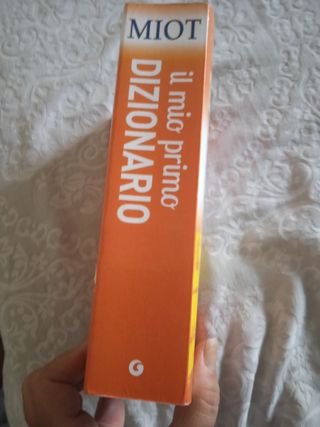 MIOT
il mio primo
DIZIONARIO
G